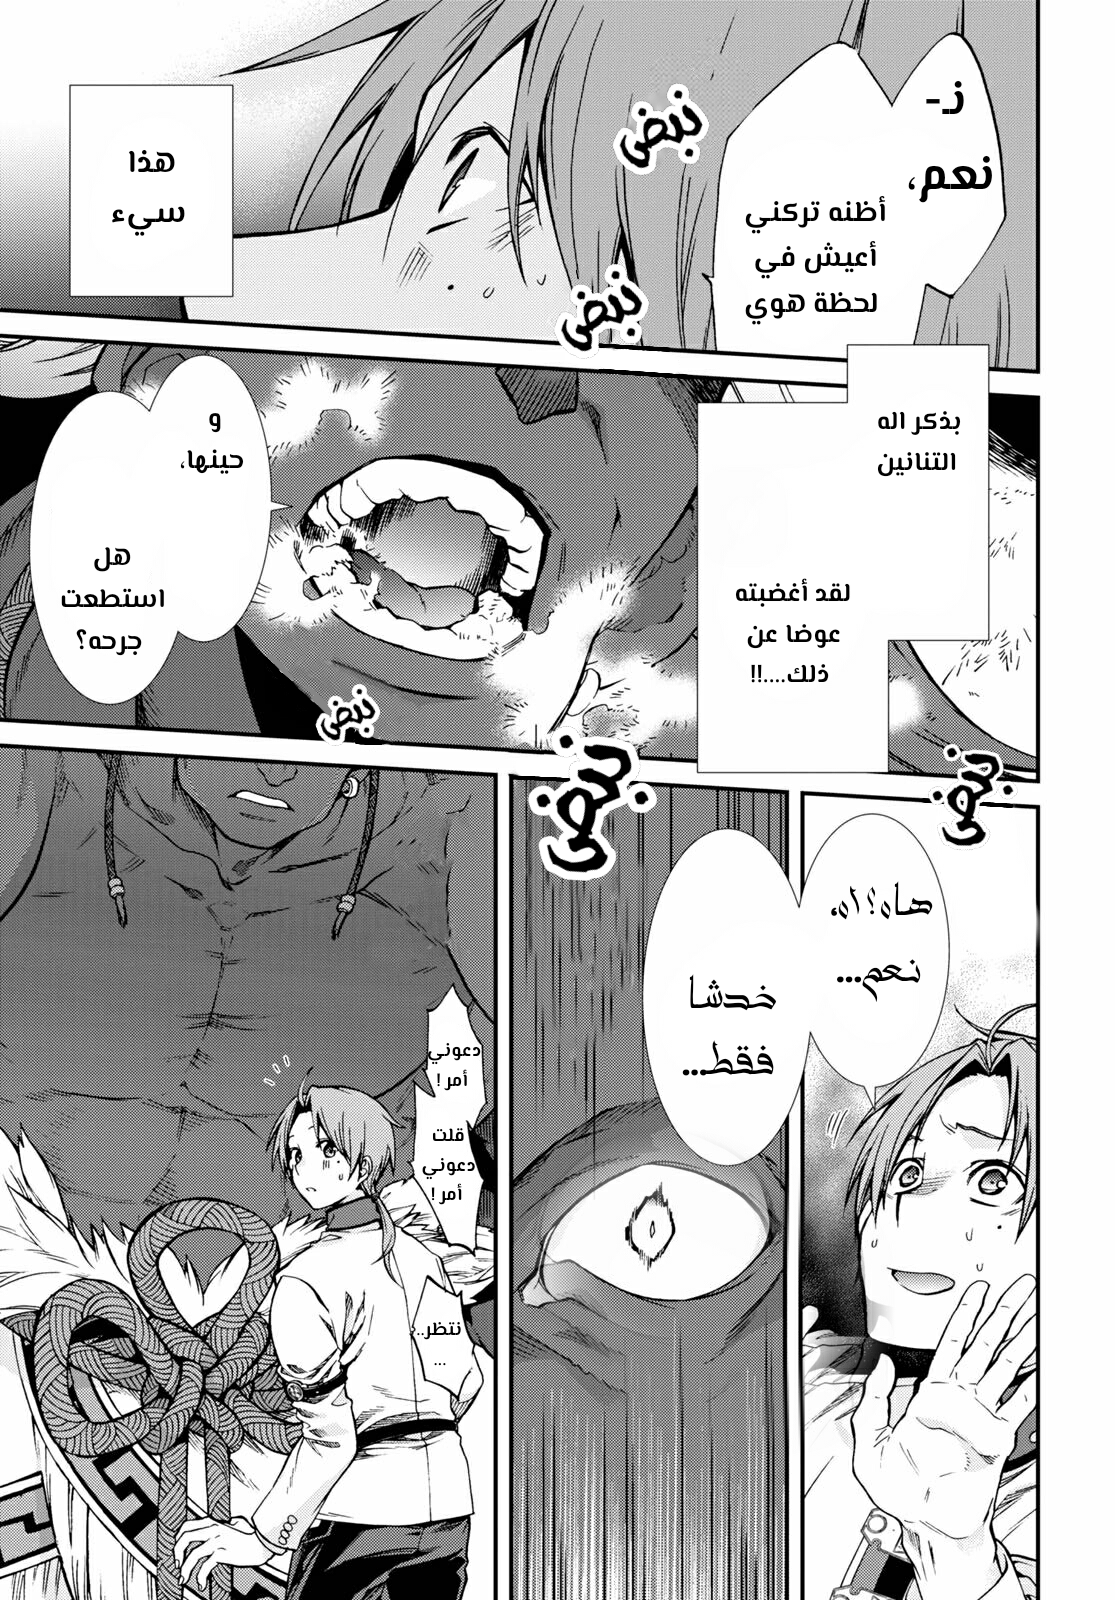 ز-
نعم،
أظنه تركني
أعيش في
لحظة هوي
نبض
نبض
هذا
سيء
بذكر اله
التنانين
لقد أغضبته
عوضا عن
ذلك....!!
و
حينها،
هل
استطعت
جرحه؟
نبض
نبض
نبض
هاه؟ اه،
نعم...
خدشا
فقط...
دعوني
أمر!
قلت
دعوني
أمر!
نتظر..؟
...